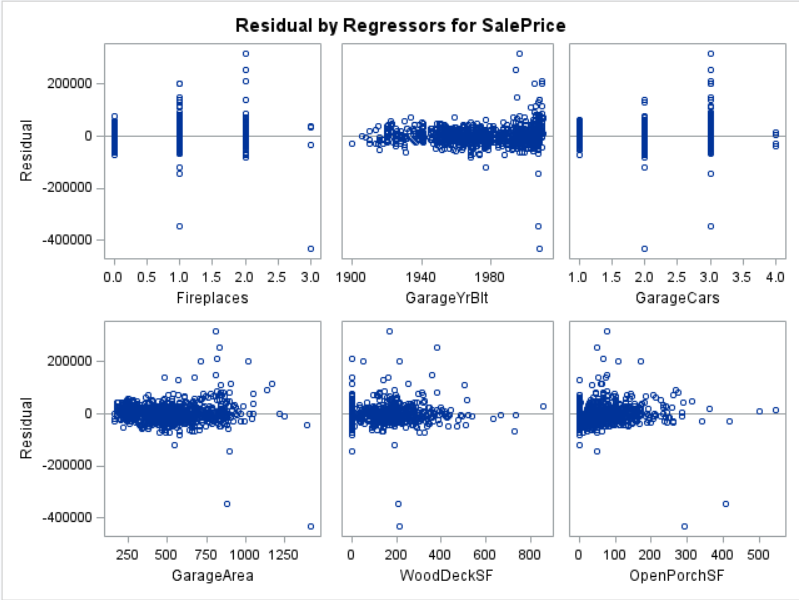 Residual by Regressors for SalePrice
200000
0
-200000
-400000
Residual
0.0 0.5 1.0 1.5 2.0 2.5 3.0
Fireplaces
1900 1940 1980
GarageYrBlt
1.0 1.5 2.0 2.5 3.0 3.5 4.0
GarageCars
200000
0
-200000
-400000
Residual
250 500 750 1000 1250
GarageArea
0 200 400 600 800
WoodDeckSF
0 100 200 300 400 500
OpenPorchSF